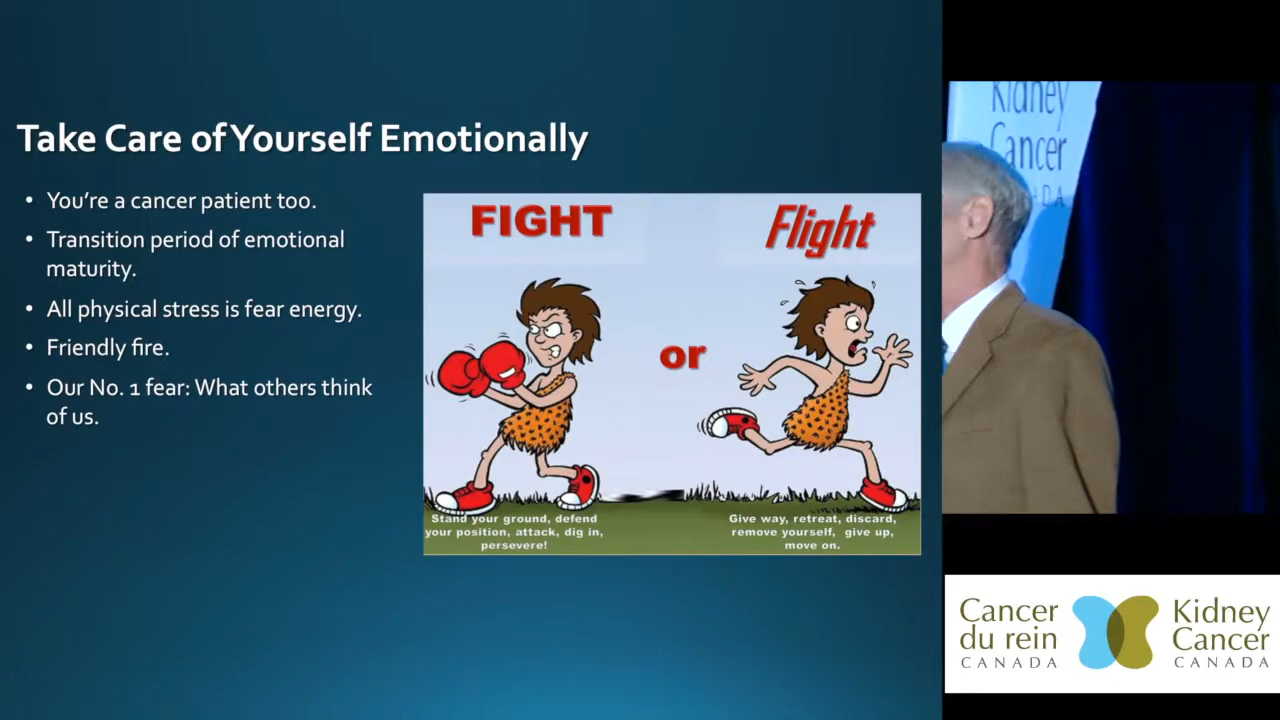 Take Care of Yourself Emotionally
• You're a cancer patient too.
• Transition period of emotional
maturity.
• All physical stress is fear energy.
• Friendly fire.
• Our No. 1 fear: What others think
of us.
FIGHT
or
Flight
Stand your ground, defend
your position, attack, dig in,
persevere!
Give way, retreat, discard,
remove yourself, give up,
move on.
Kidney
Cancer
CANADA
Cancer
du rein
CANADA
Kidney
Cancer
CANADA